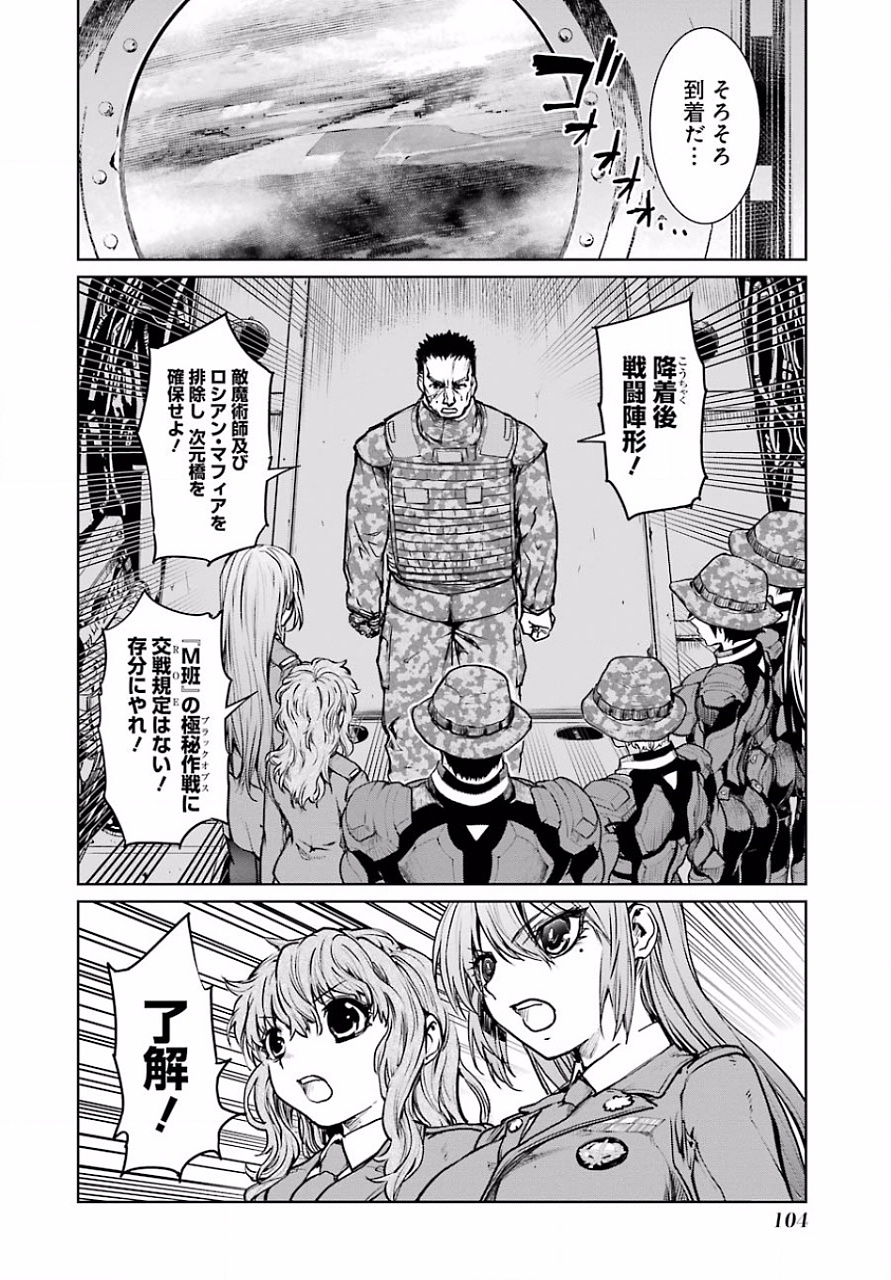 そろそろ
到着だ…
ゴォォォォ…
降着後
こうちゃく
戦闘陣形！
敵魔術師及び
ロシアン・マフィアを
排除し次元橋を
確保せよ！
『M班』の極秘作戦に
ブラックオプス
交戦規定はない！
ROE
存分にやれ！
了解！
104